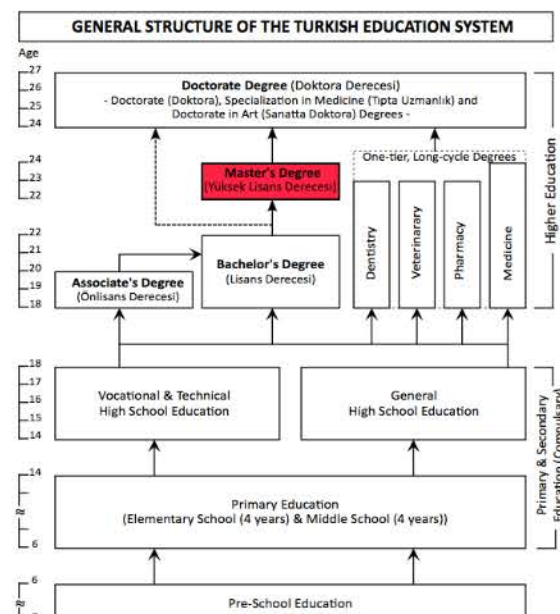 GENERAL STRUCTURE OF THE TURKISH EDUCATION SYSTEM
Age
27
26
25
24
Doctorate Degree (Doktora Derecesi)
- Doctorate (Doktora), Specialization in Medicine (Tıpta Uzmanlık) and
Doctorate in Art (Sanatta Doktora) Degrees -
24
23
22
Master's Degree
(Yüksek Lisans Derecesi)
One-tier, Long-cycle Degrees
Dentistry
Veterinarary
Pharmacy
Medicine
Higher Education
22
21
20
19
18
Bachelor's Degree
(Lisans Derecesi)
Associate's Degree
(Önlisans Derecesi)
18
17
16
15
14
Vocational & Technical
High School Education
General
High School Education
Primary & Secondary
Education (Compulsary)
14
6
Primary Education
(Elementary School (4 years) & Middle School (4 years))
6
Pre-School Education